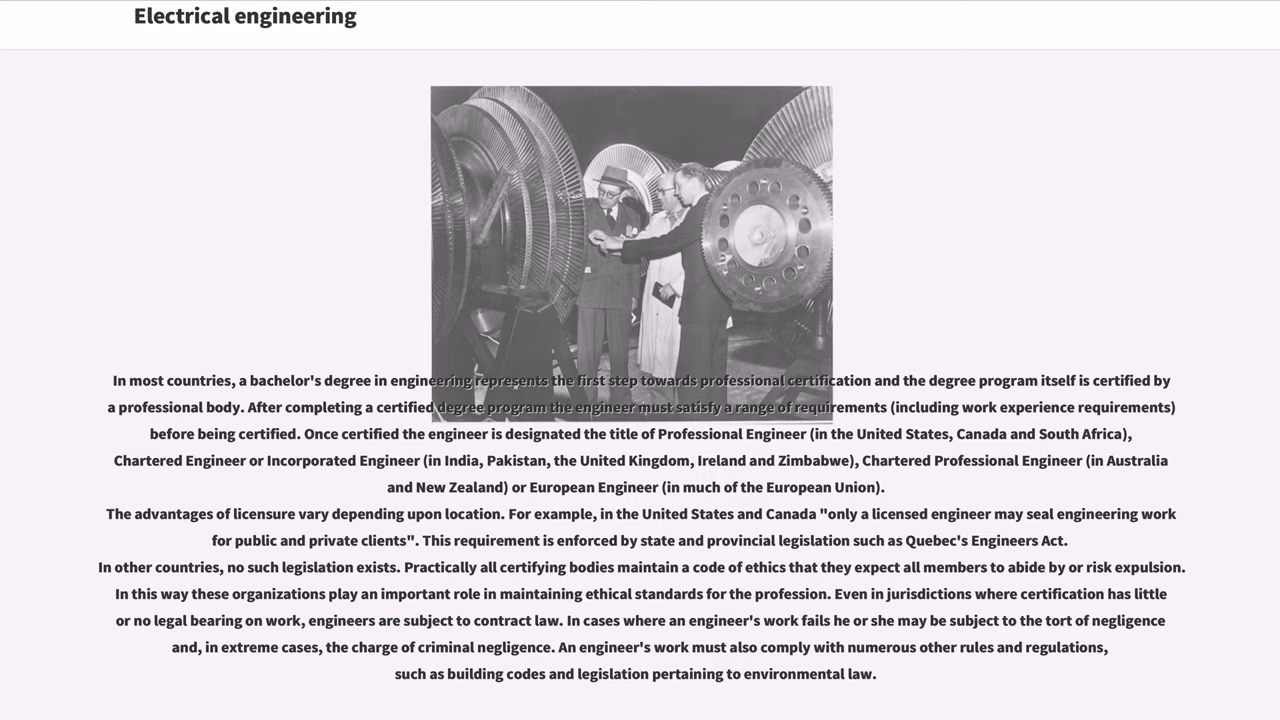 Electrical engineering
In most countries, a bachelor's degree in engineering represents the first step towards professional certification and the degree program itself is certified by
a professional body. After completing a certified degree program the engineer must satisfy a range of requirements (including work experience requirements)
before being certified. Once certified the engineer is designated the title of Professional Engineer (in the United States, Canada and South Africa),
Chartered Engineer or Incorporated Engineer (in India, Pakistan, the United Kingdom, Ireland and Zimbabwe), Chartered Professional Engineer (in Australia
and New Zealand) or European Engineer (in much of the European Union).
The advantages of licensure vary depending upon location. For example, in the United States and Canada "only a licensed engineer may seal engineering work
for public and private clients". This requirement is enforced by state and provincial legislation such as Quebec's Engineers Act.
In other countries, no such legislation exists. Practically all certifying bodies maintain a code of ethics that they expect all members to abide by or risk expulsion.
In this way these organizations play an important role in maintaining ethical standards for the profession. Even in jurisdictions where certification has little
or no legal bearing on work, engineers are subject to contract law. In cases where an engineer's work fails he or she may be subject to the tort of negligence
and, in extreme cases, the charge of criminal negligence. An engineer's work must also comply with numerous other rules and regulations,
such as building codes and legislation pertaining to environmental law.